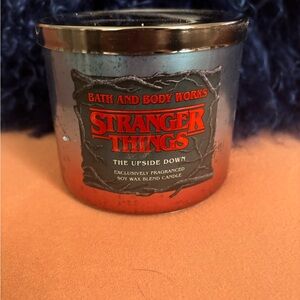 BATH AND BODY WORKS
STRANGER
THINGS
THE UPSIDE DOWN
EXCLUSIVELY FRAGRANCED
SOY WAX BLEND CANDLE